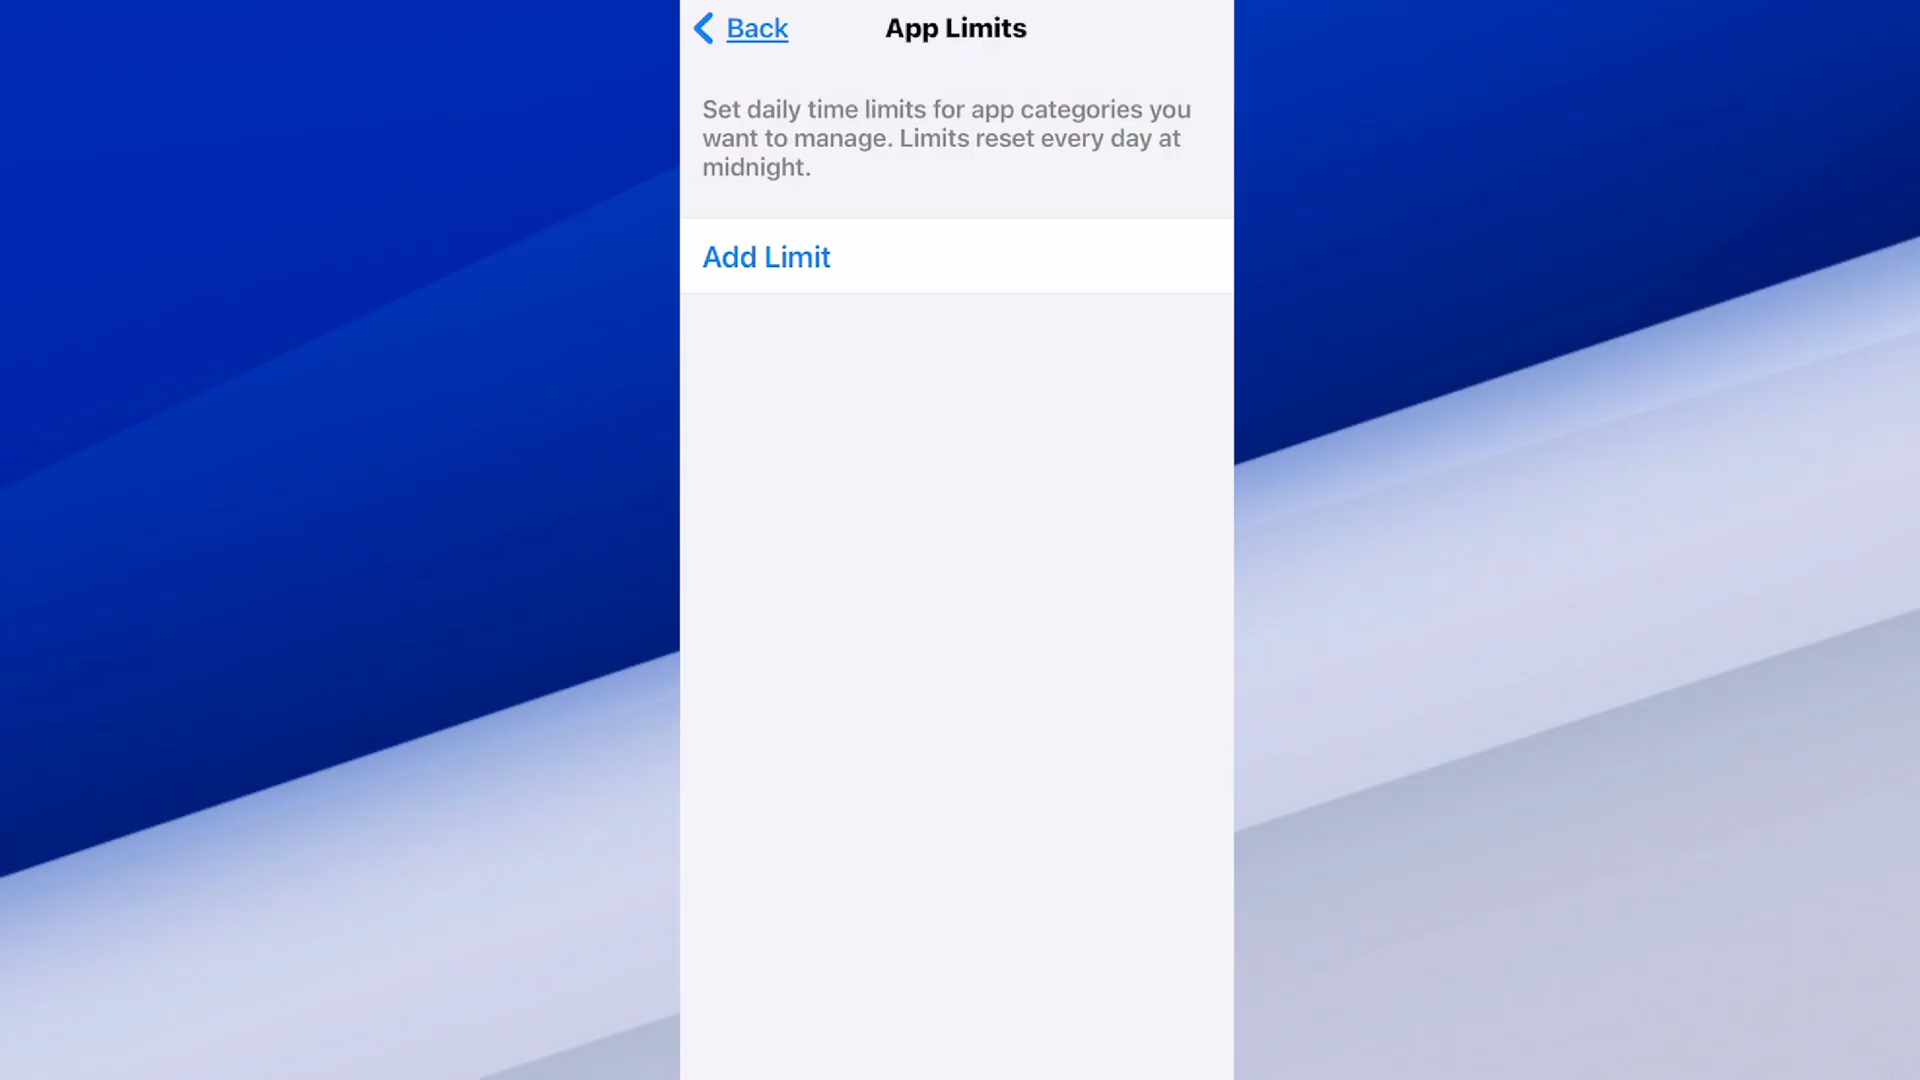 Back
App Limits
Set daily time limits for app categories you
want to manage. Limits reset every day at
midnight.
Add Limit